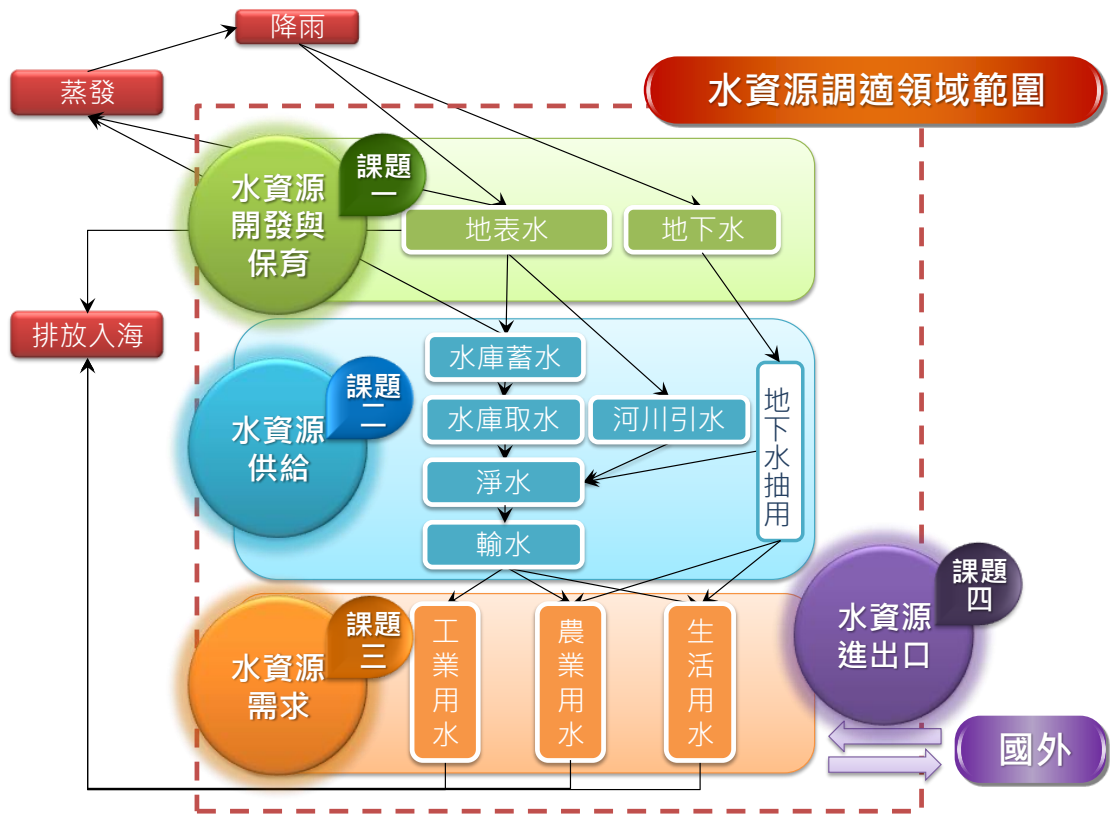 降雨
蒸發
水資源調適領域範圍
課題
一
水資源
開發與
保育
地表水
地下水
排放入海
課題
二
水資源
供給
水庫蓄水
水庫取水
河川引水
地下水抽用
淨水
輸水
課題
三
水資源
需求
工業用水
農業用水
生活用水
課題
四
水資源
進出口
國外